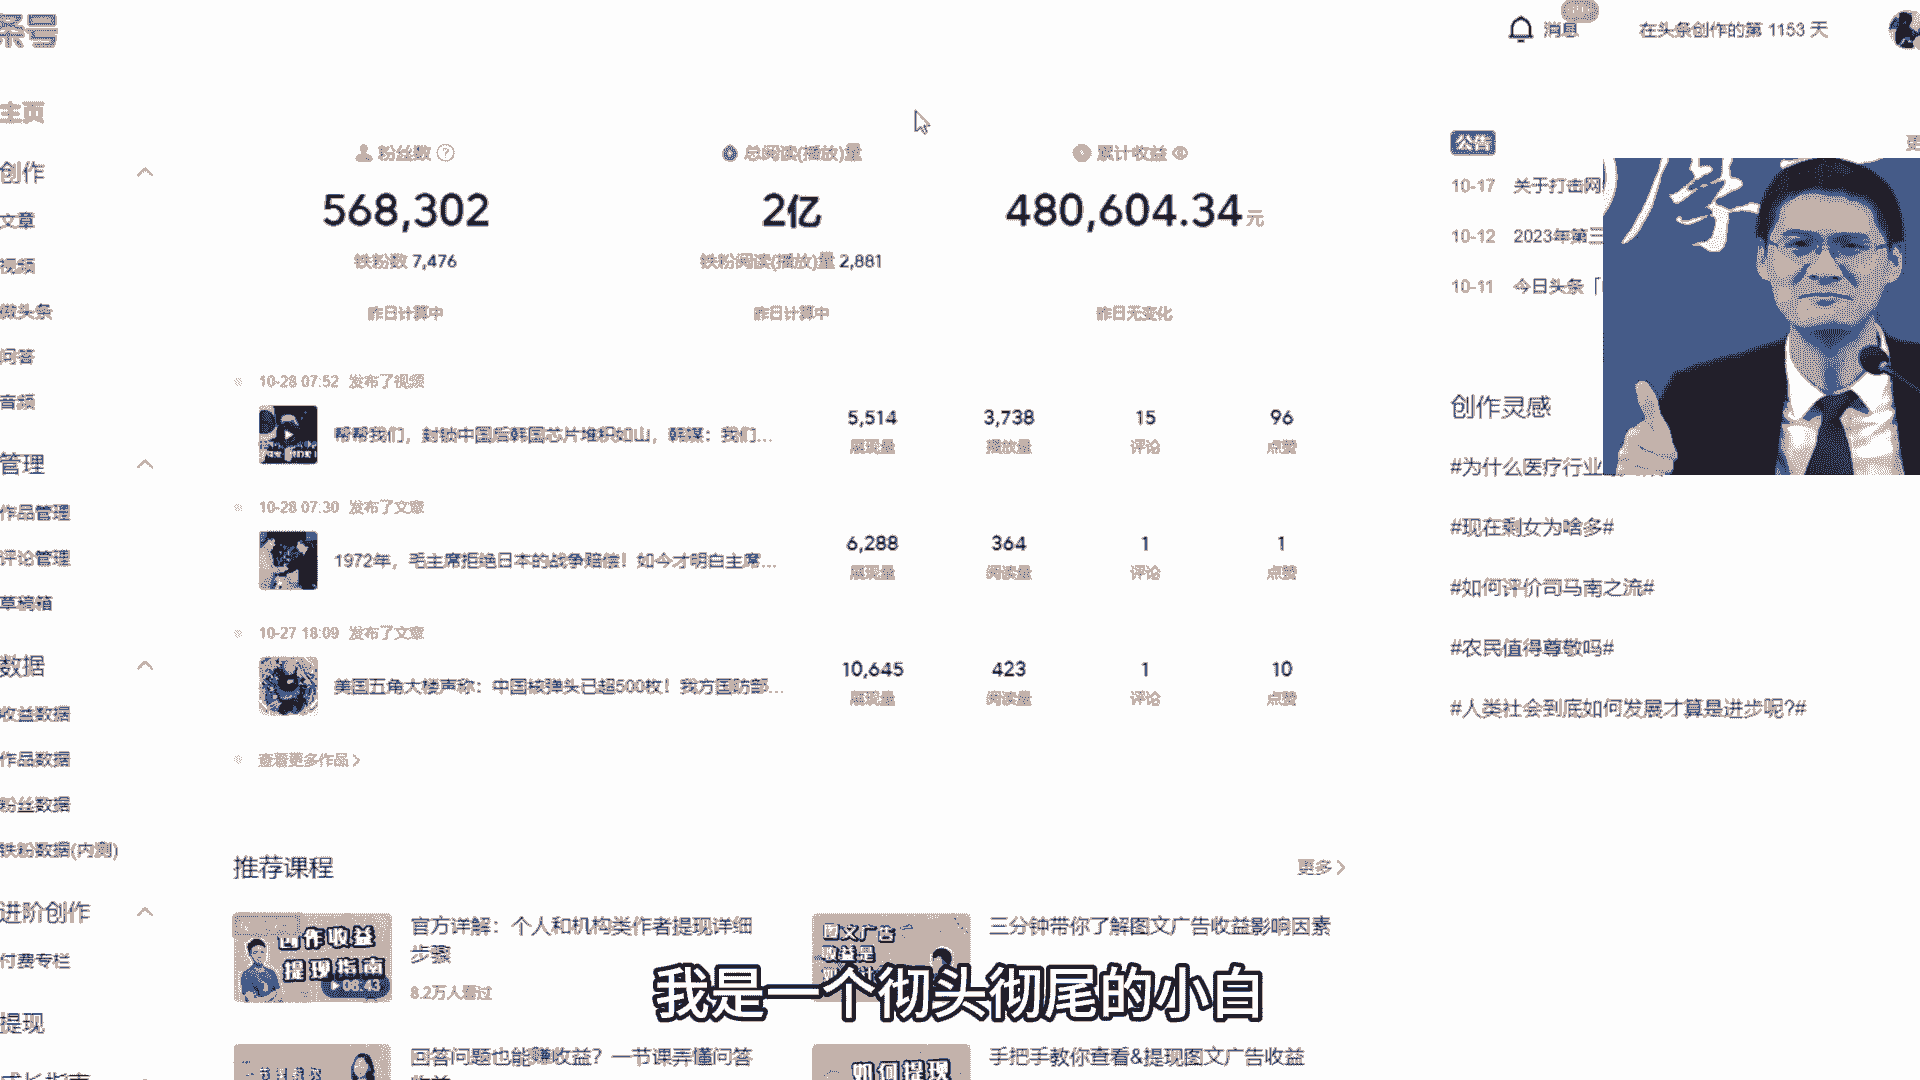 条号
消息
在头条创作的第 1153 天
主页
创作
文章
视频
微头条
问答
音频
管理
作品管理
评论管理
草稿箱
数据
收益数据
作品数据
粉丝数据
铁粉数据(内测)
进阶创作
付费专栏
提现
成长指南
粉丝数
568,302
铁粉数 7,476
昨日计算中
总阅读(播放)量
2亿
铁粉阅读(播放)量 2,881
昨日计算中
累计收益
480,604.34 元
昨日无变化
10-28 07:52 发布了视频
帮帮我们，封锁中国后韩国芯片堆积如山，韩媒：我们...
5,514 3,738 15 96
展现量 播放量 评论 点赞
10-28 07:30 发布了文章
1972年，毛主席拒绝日本的战争赔偿！如今才明白主席...
6,288 364 1 1
展现量 阅读量 评论 点赞
10-27 18:09 发布了文章
美国五角大楼声称：中国核弹头已超500枚！我方国防部...
10,645 423 1 10
展现量 阅读量 评论 点赞
查看更多作品
推荐课程
更多
创作收益
提现指南
08:43
官方详解：个人和机构类作者提现详细
步骤
8.2万人看过
图文广告
收益是
三分钟带你了解图文广告收益影响因素
回答问题也能赚收益？一节课弄懂问答
收益
如何提现
手把手教你查看&提现图文广告收益
公告
更
10-17 关于打击网
10-12 2023年第三
10-11 今日头条「
创作灵感
#为什么医疗行业
#现在剩女为啥多#
#如何评价司马南之流#
#农民值得尊敬吗#
#人类社会到底如何发展才算是进步呢?#
我是一个彻头彻尾的小白